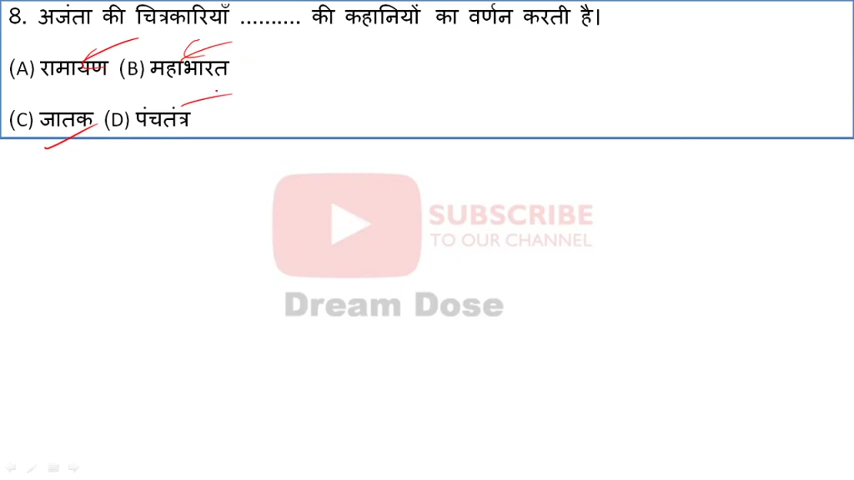 8. अजंता की चित्रकारियाँ .......... की कहानियों का वर्णन करती है।
(A) रामायण (B) महाभारत
(C) जातक (D) पंचतंत्र
SUBSCRIBE
TO OUR CHANNEL
Dream Dose